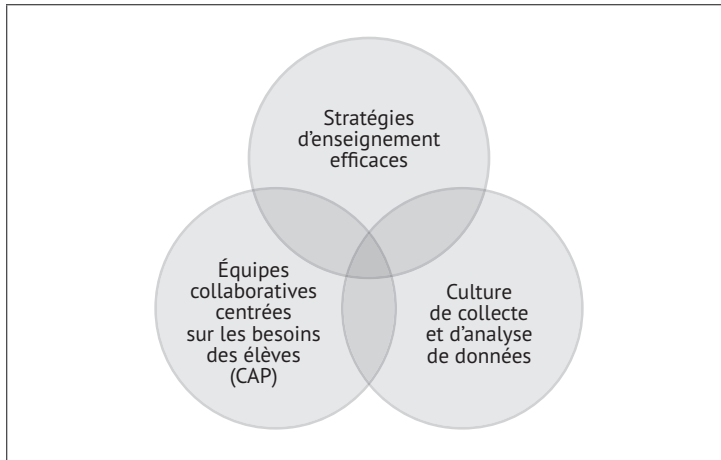 Stratégies
d’enseignement
efficaces
Équipes
collaboratives
centrées
sur les besoins
des élèves
(CAP)
Culture
de collecte
et d’analyse
de données